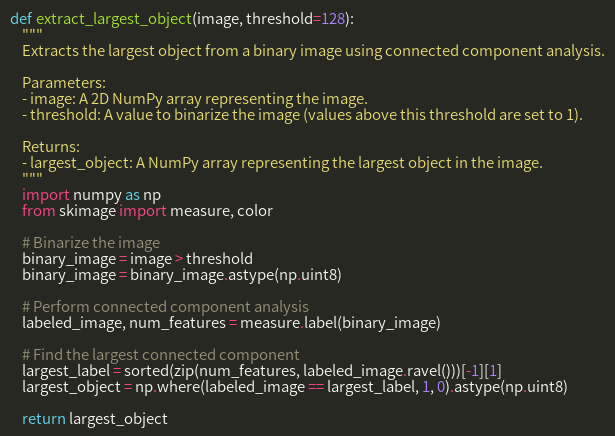 def extract_largest_object(image, threshold=128):
    """
    Extracts the largest object from a binary image using connected component analysis.

    Parameters:
    - image: A 2D NumPy array representing the image.
    - threshold: A value to binarize the image (values above this threshold are set to 1).

    Returns:
    - largest_object: A NumPy array representing the largest object in the image.
    """
    import numpy as np
    from skimage import measure, color

    # Binarize the image
    binary_image = image > threshold
    binary_image = binary_image.astype(np.uint8)

    # Perform connected component analysis
    labeled_image, num_features = measure.label(binary_image)

    # Find the largest connected component
    largest_label = sorted(zip(num_features, labeled_image.ravel()))[-1][1]
    largest_object = np.where(labeled_image == largest_label, 1, 0).astype(np.uint8)

    return largest_object